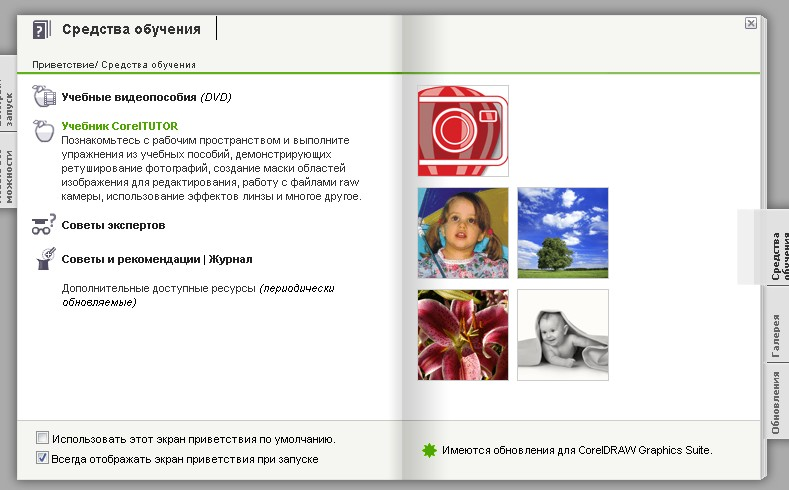 Средства обучения
Приветствие/ Средства обучения
Учебные видеопособия (DVD)
Учебник CorelTUTOR
Познакомьтесь с рабочим пространством и выполните
упражнения из учебных пособий, демонстрирующих
ретуширование фотографий, создание маски областей
изображения для редактирования, работу с файлами raw
камеры, использование эффектов линзы и многое другое.
Советы экспертов
Советы и рекомендации | Журнал
Дополнительные доступные ресурсы (периодически
обновляемые)
Использовать этот экран приветствия по умолчанию.
Всегда отображать экран приветствия при запуске
Имеются обновления для CorelDRAW Graphics Suite.
запуск
можности
Средства
обучения
Галерея
Обновления